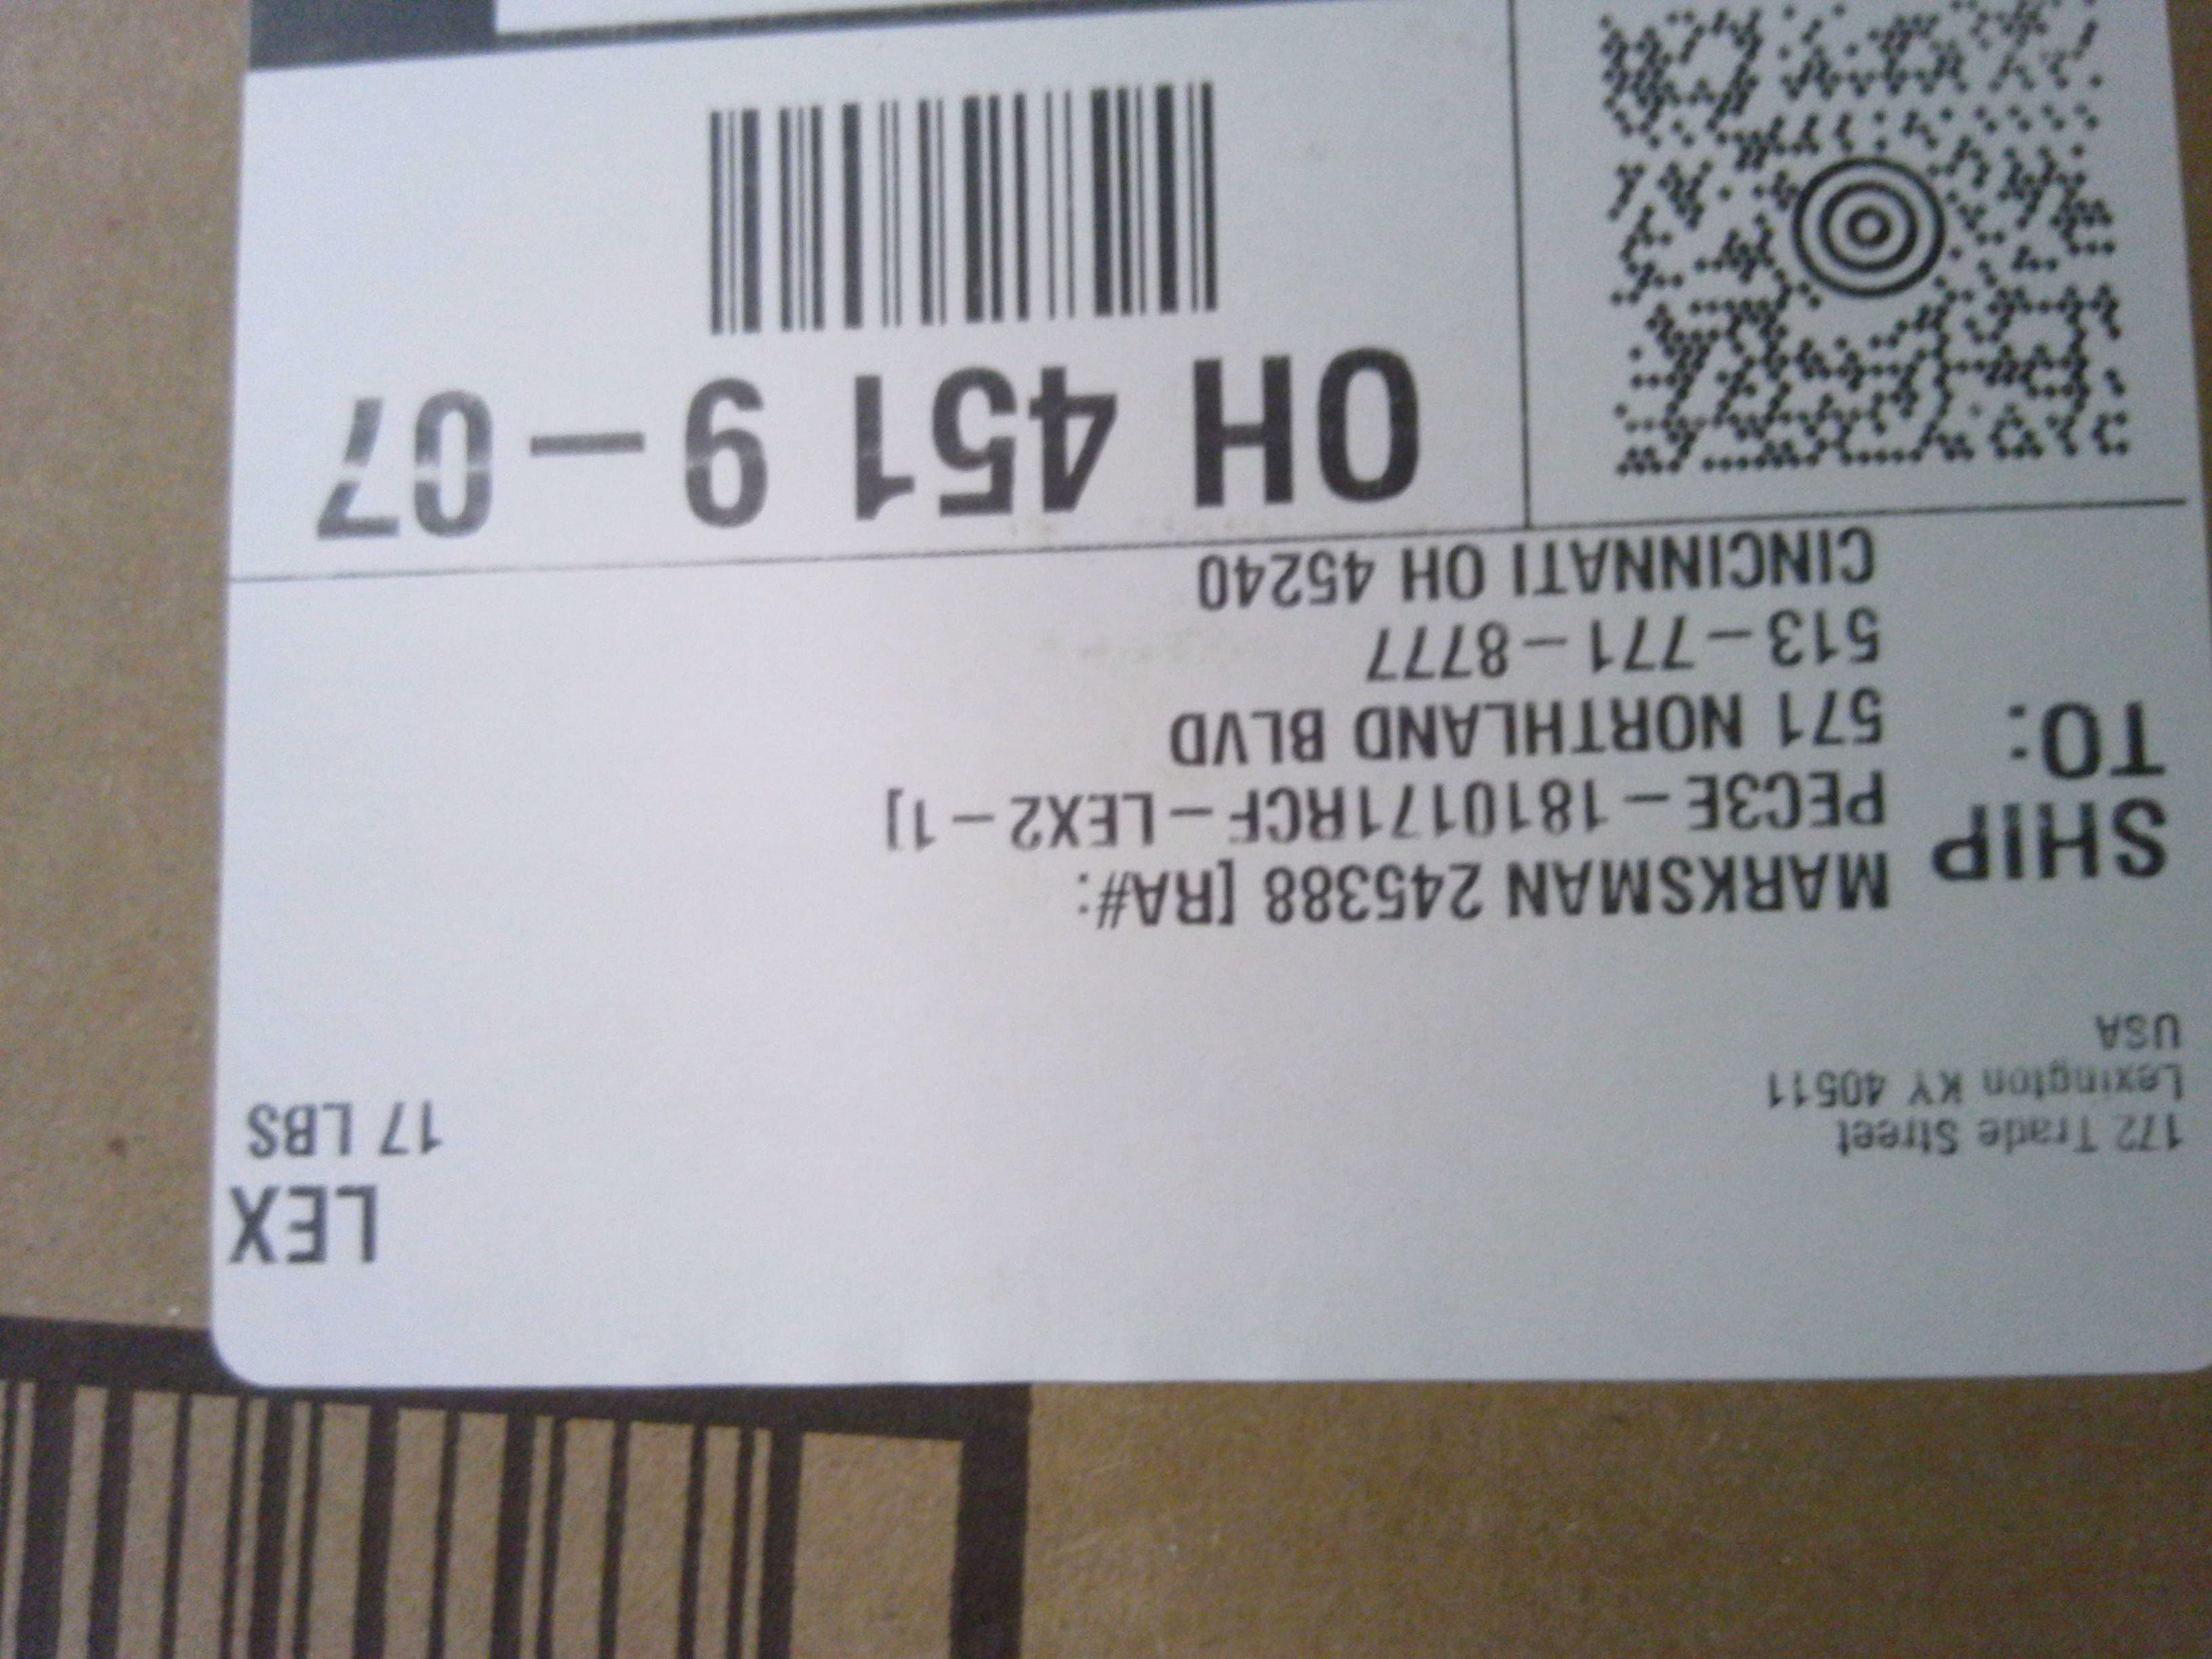 LEX
17 LBS
172 Trade Street
Lexington KY 40511
USA
SHIP
TO:
MARKSMAN 245388 [RA#:
PEC3E-1810171RCF-LEX2-1]
571 NORTHLAND BLVD
513-771-8777
CINCINNATI OH 45240
OH 451 9-07